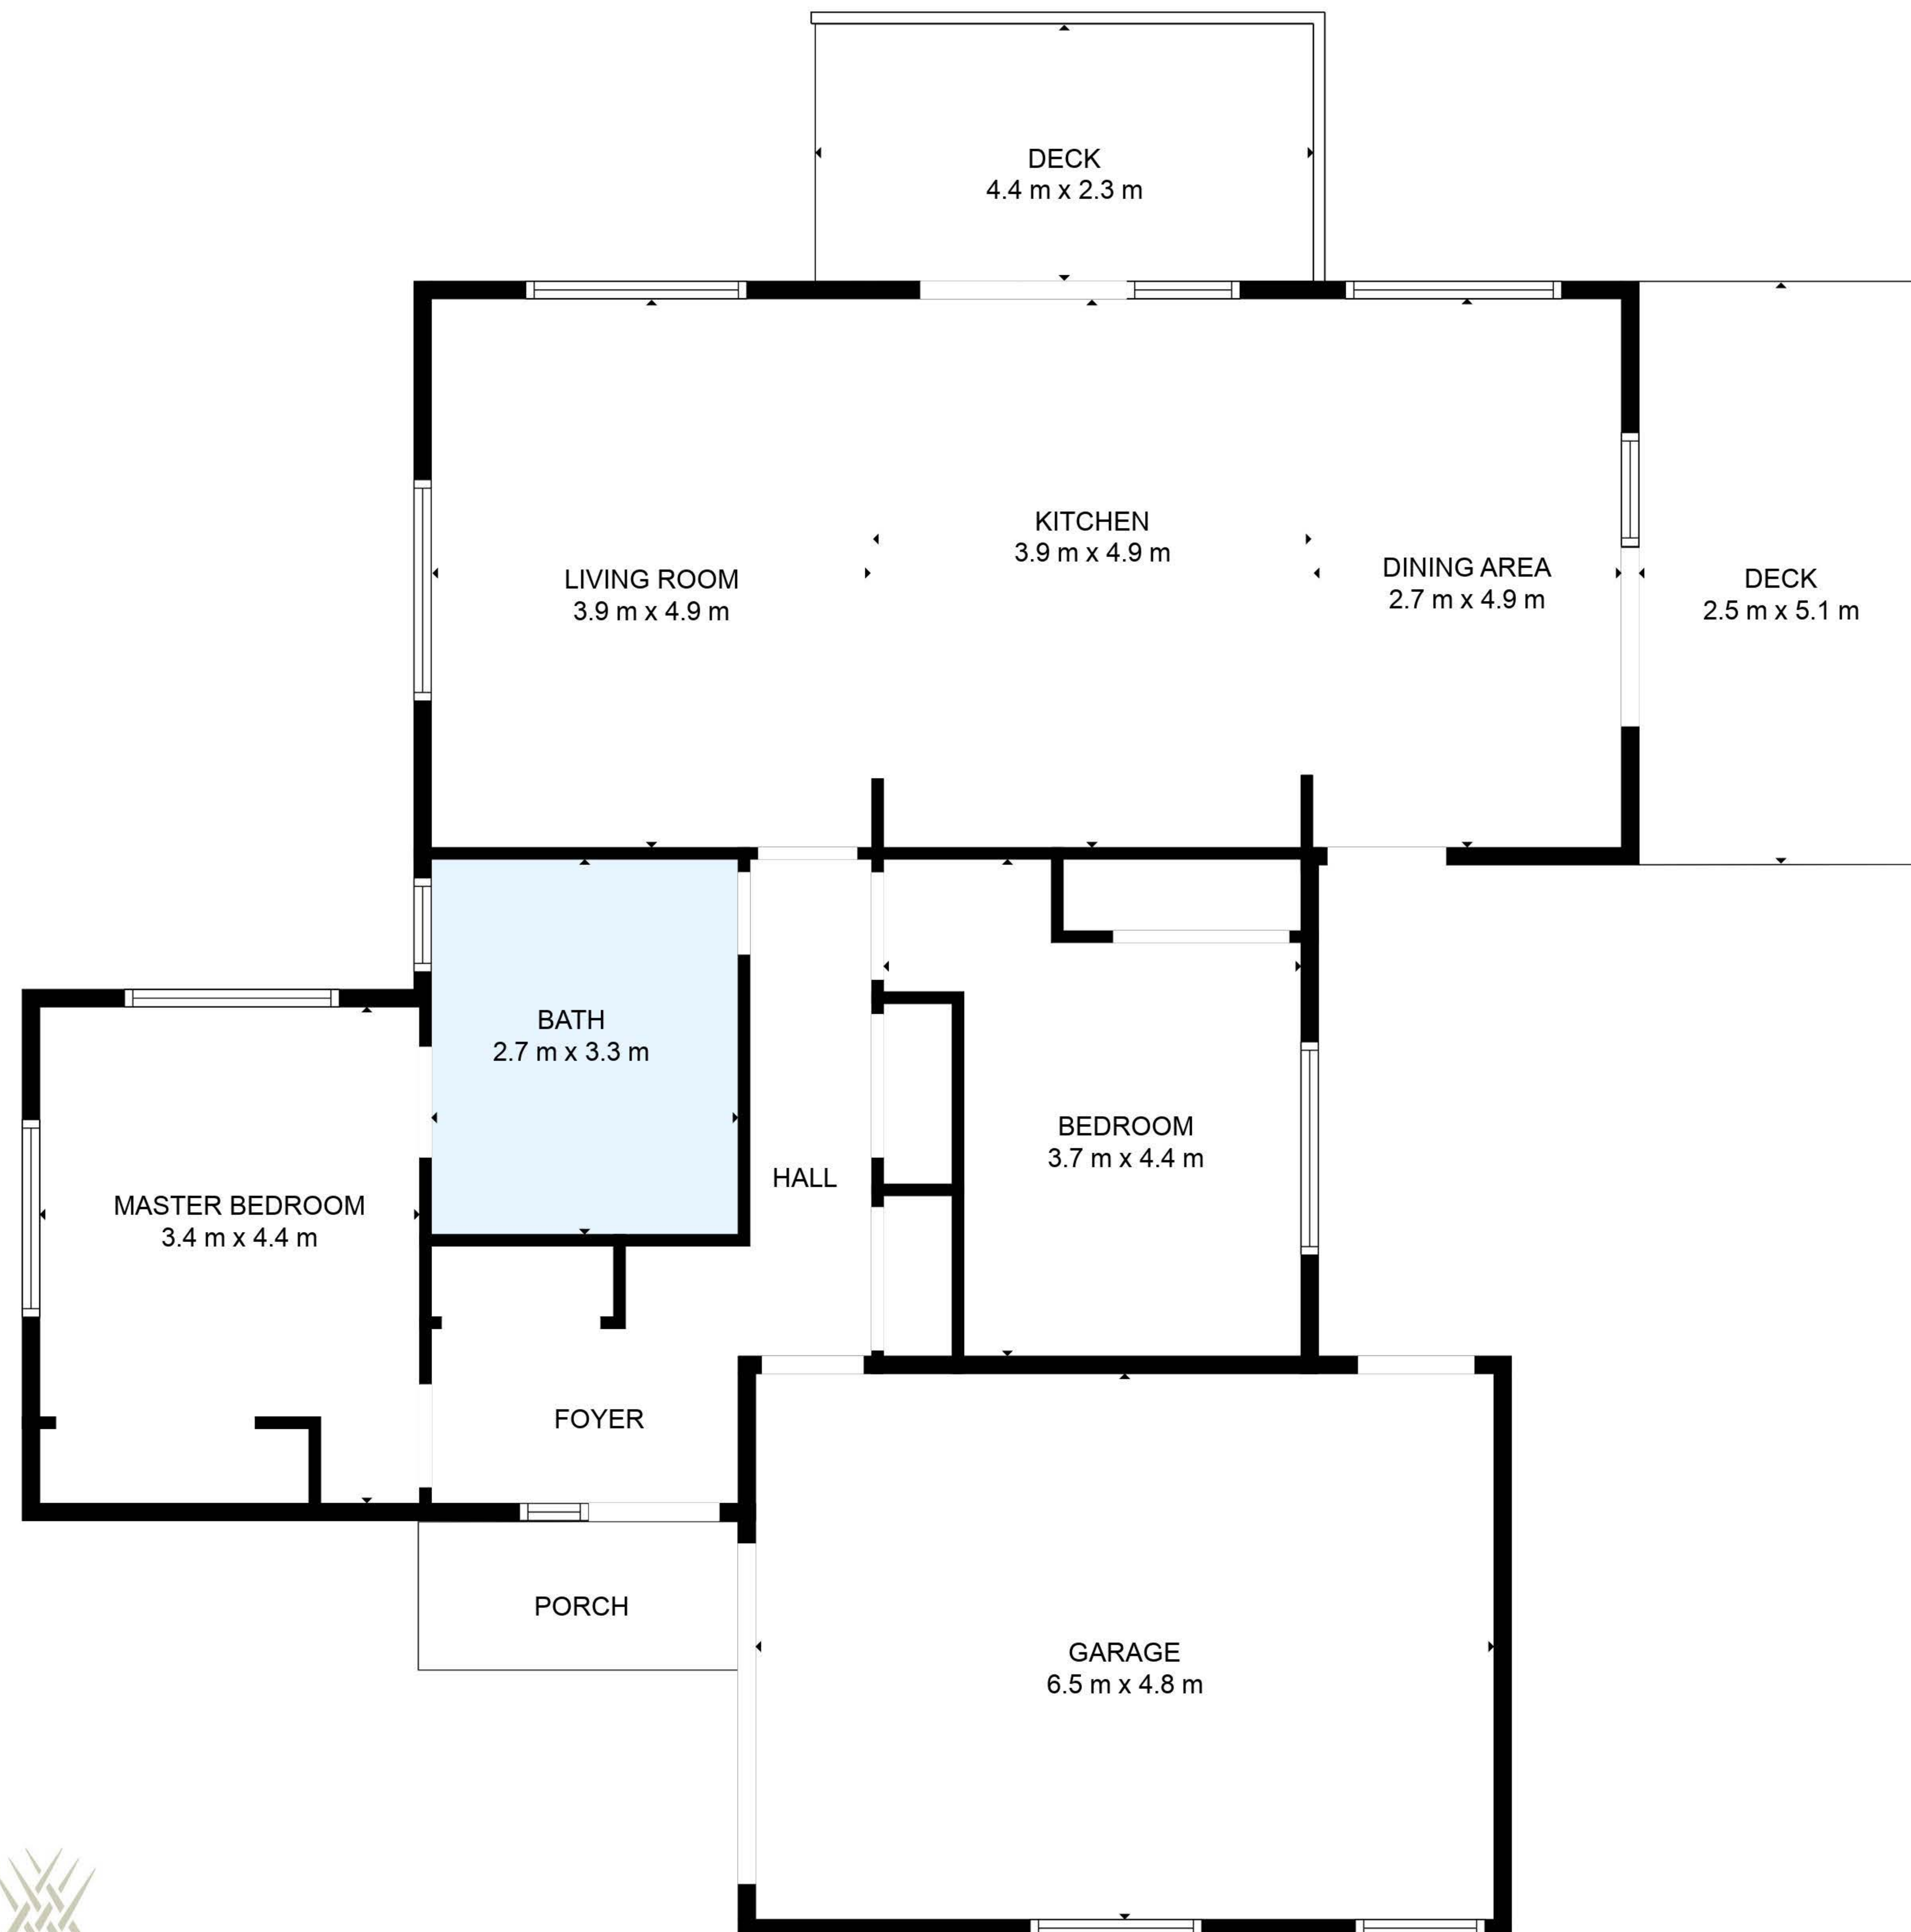 DECK
4.4 m x 2.3 m
KITCHEN
3.9 m x 4.9 m
LIVING ROOM
3.9 m x 4.9 m
DINING AREA
2.7 m x 4.9 m
DECK
2.5 m x 5.1 m
BATH
2.7 m x 3.3 m
BEDROOM
3.7 m x 4.4 m
HALL
MASTER BEDROOM
3.4 m x 4.4 m
FOYER
PORCH
GARAGE
6.5 m x 4.8 m